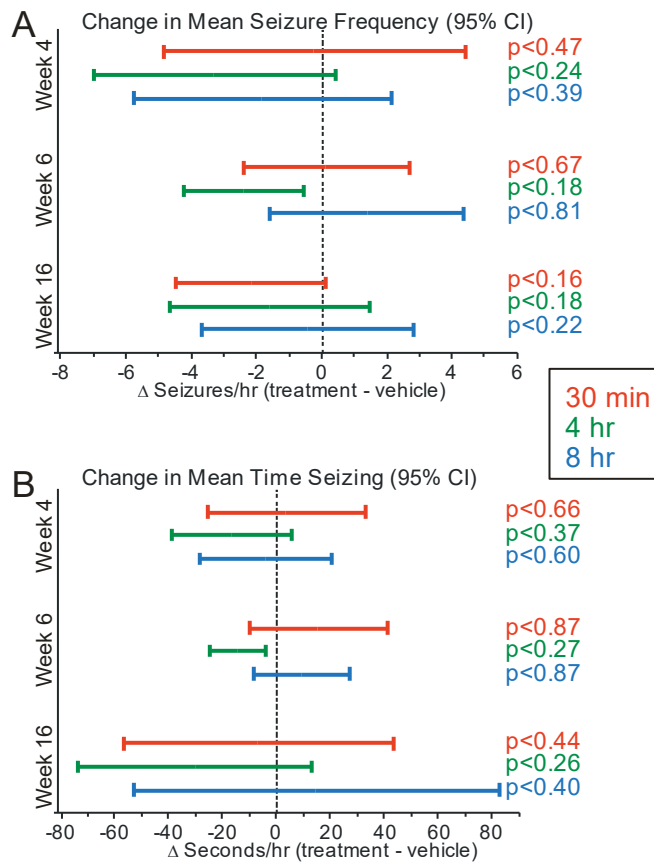 A
Change in Mean Seizure Frequency (95% CI)
Week 4
p<0.47
p<0.24
p<0.39
Week 6
p<0.67
p<0.18
p<0.81
Week 16
p<0.16
p<0.18
p<0.22
-8 -6 -4 -2 0 2 4 6
Δ Seizures/hr (treatment - vehicle)
30 min
4 hr
8 hr
B
Change in Mean Time Seizing (95% CI)
Week 4
p<0.66
p<0.37
p<0.60
Week 6
p<0.87
p<0.27
p<0.87
Week 16
p<0.44
p<0.26
p<0.40
-80 -60 -40 -20 0 20 40 60 80
Δ Seconds/hr (treatment - vehicle)